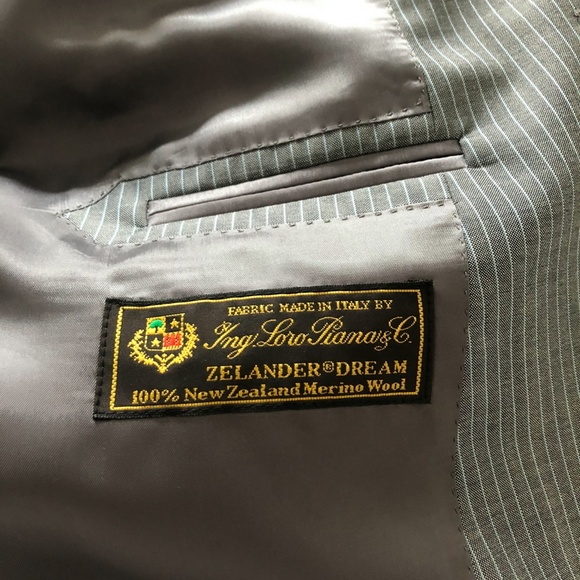 FABRIC MADE IN ITALY BY
Ing. Loro Piana & C.
ZELANDER® DREAM
100% New Zealand Merino Wool